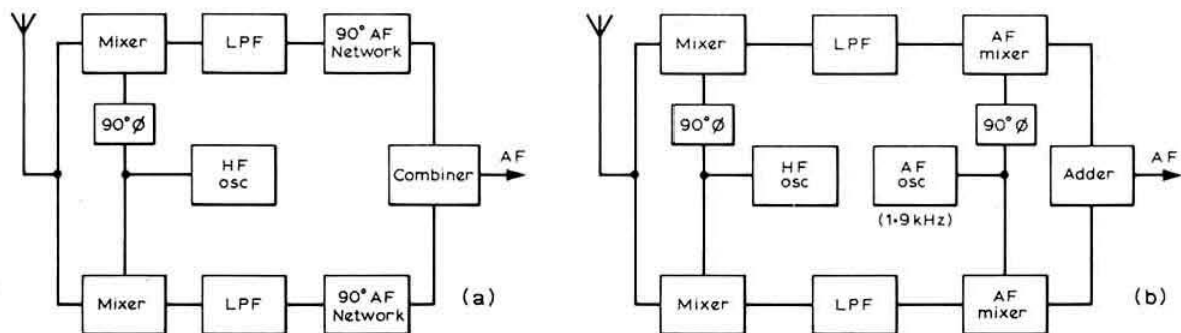 Mixer
LPF
90° AF
Network
90°Ø
HF
osc
Combiner
AF
Mixer
LPF
90° AF
Network
(a)
Mixer
LPF
AF
mixer
90°Ø
90°Ø
HF
osc
AF
osc
(1·9 kHz)
Adder
AF
Mixer
LPF
AF
mixer
(b)